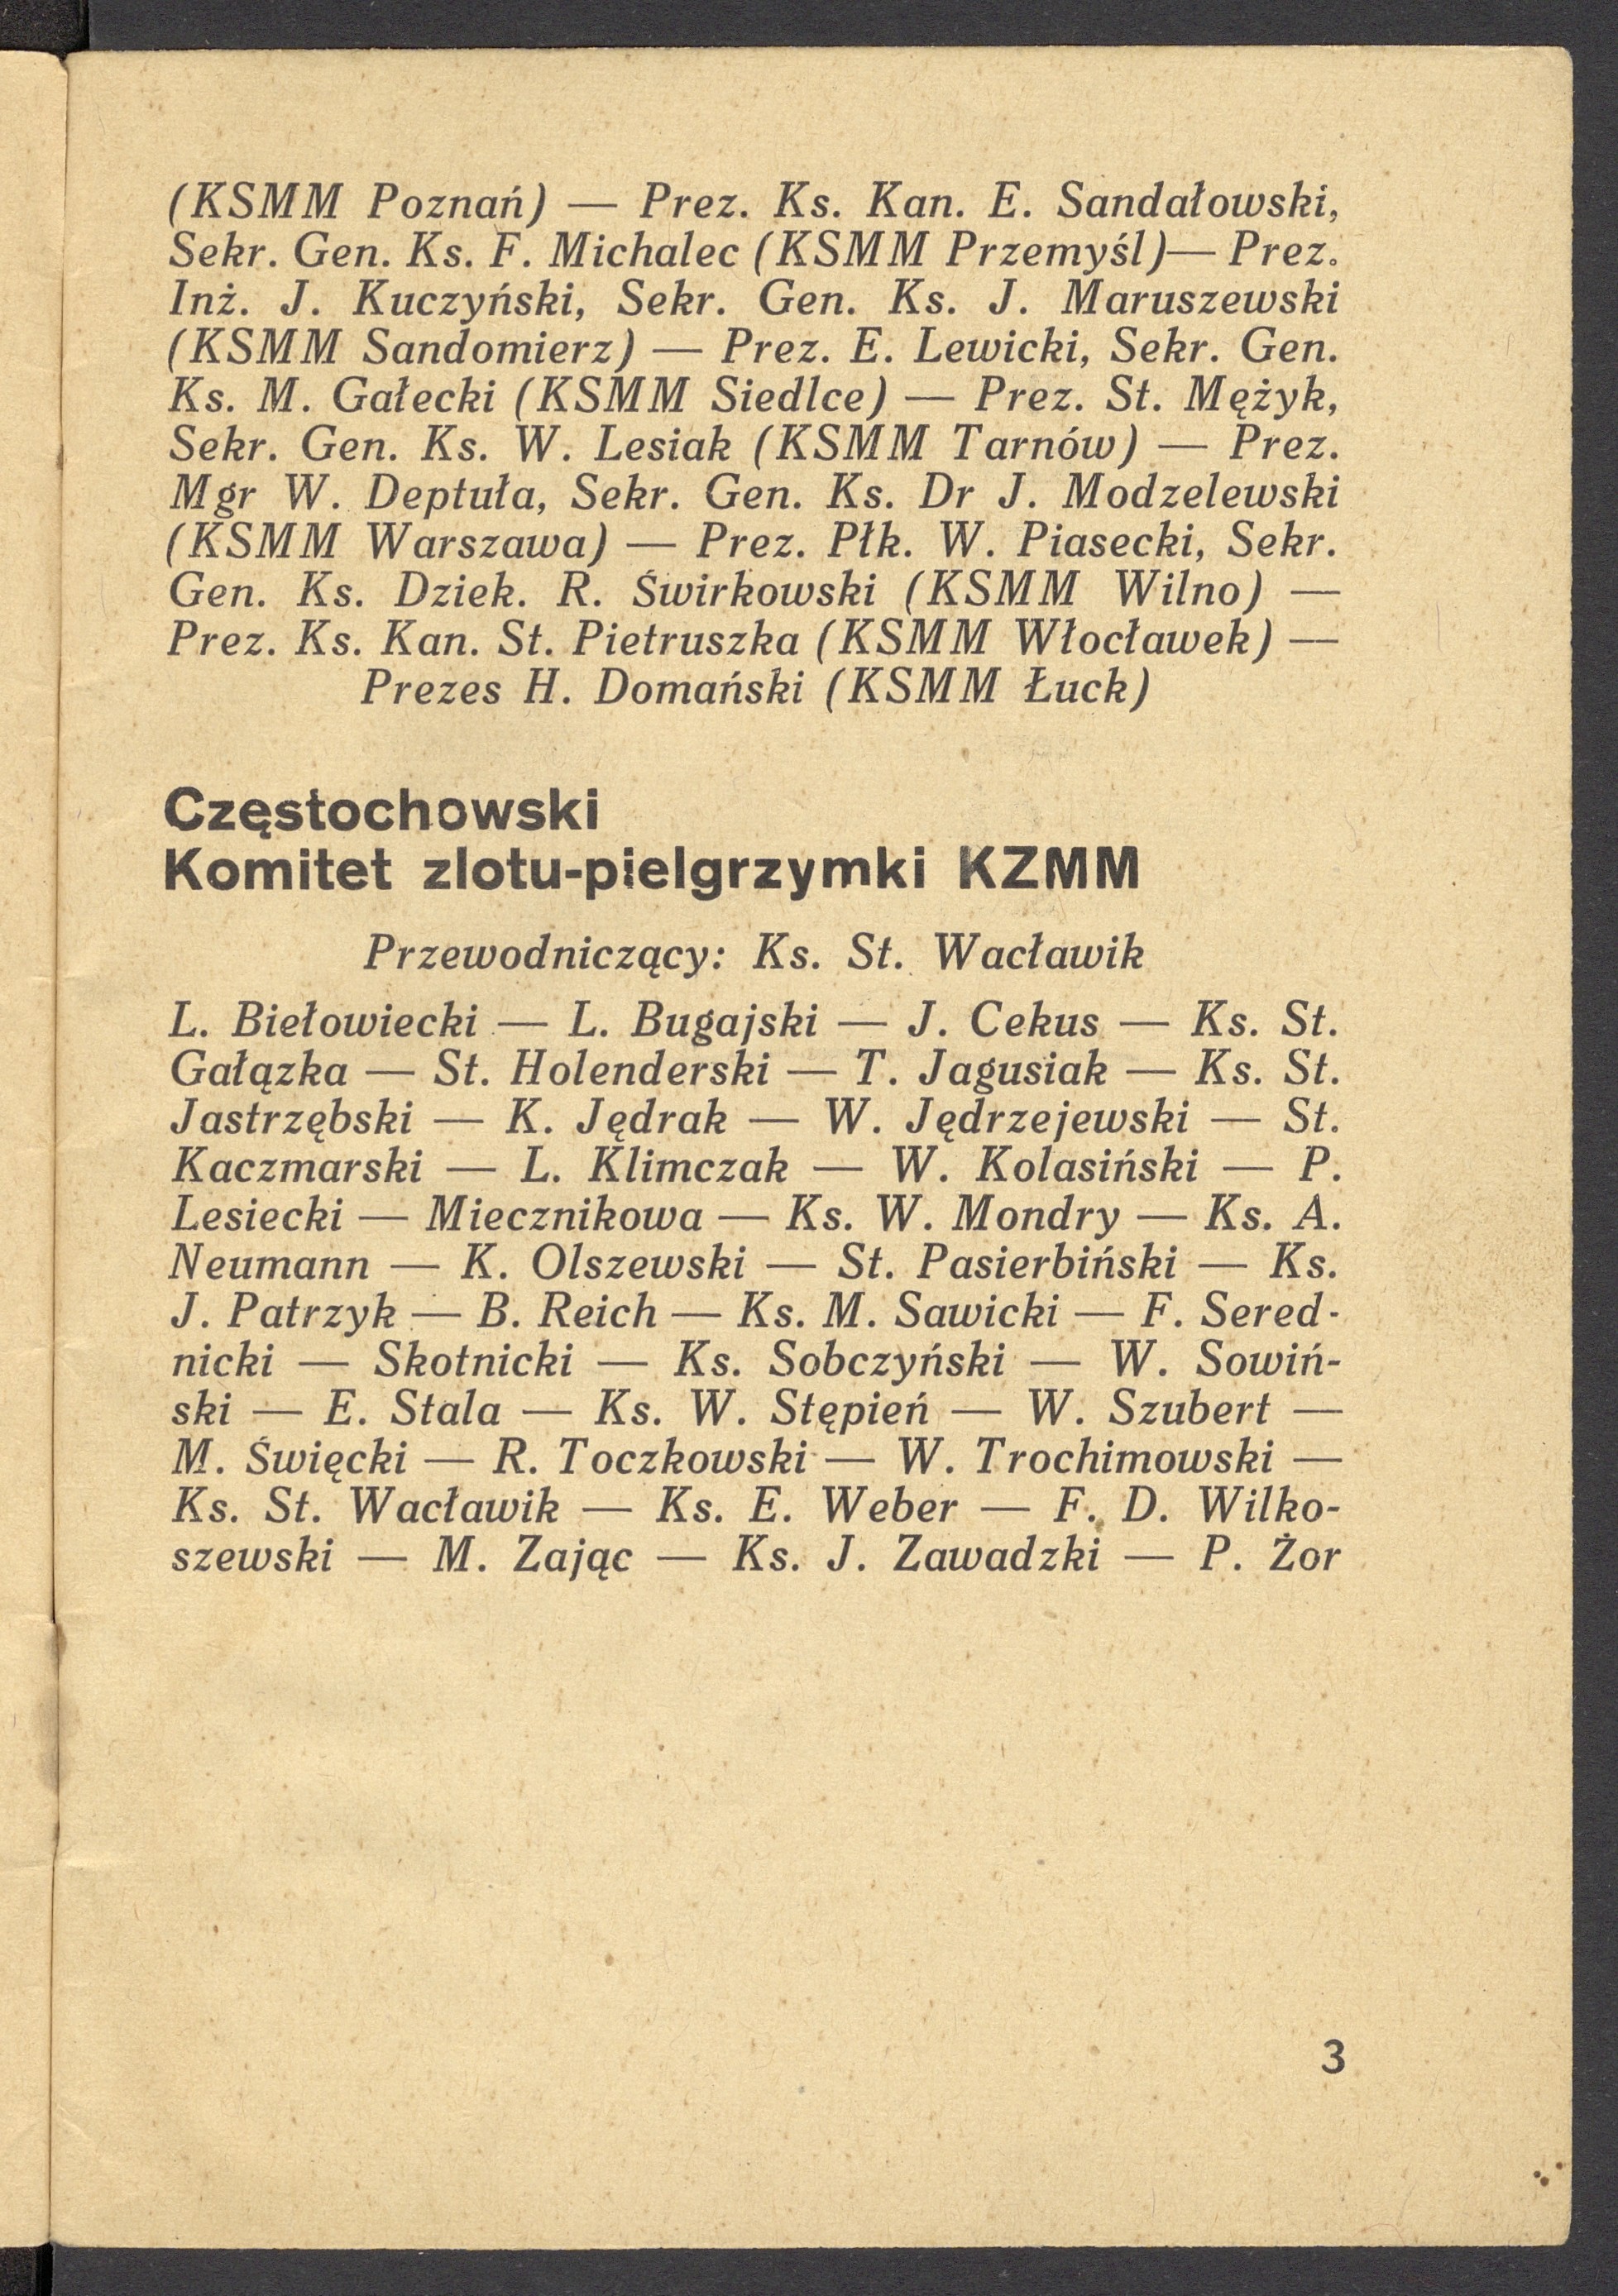 (KSMM Poznań) — Prez. Ks. Kan. E. Sandałowski,
Sekr. Gen. Ks. F. Michalec (KSMM Przemyśl)— Prez.
Inż. J. Kuczyński, Sekr. Gen. Ks. J. Maruszewski
(KSMM Sandomierz) — Prez. E. Lewicki, Sekr. Gen.
Ks. M. Gałecki (KSMM Siedlce) — Prez. St. Mężyk,
Sekr. Gen. Ks. W. Lesiak (KSMM Tarnów) — Prez.
Mgr W. Deptuła, Sekr. Gen. Ks. Dr J. Modzelewski
(KSMM Warszawa) — Prez. Płk. W. Piasecki, Sekr.
Gen. Ks. Dziek. R. Świrkowski (KSMM Wilno) —
Prez. Ks. Kan. St. Pietruszka (KSMM Włocławek) —
Prezes H. Domański (KSMM Łuck)
Częstochowski
Komitet zlotu-pielgrzymki KZMM
Przewodniczący: Ks. St. Wacławik
L. Biełowiecki — L. Bugajski — J. Cekus — Ks. St.
Gałązka — St. Holenderski — T. Jagusiak — Ks. St.
Jastrzębski — K. Jędrak — W. Jędrzejewski — St.
Kaczmarski — L. Klimczak — W. Kolasiński — P.
Lesiecki — Miecznikowa — Ks. W. Mondry — Ks. A.
Neumann — K. Olszewski — St. Pasierbiński — Ks.
J. Patrzyk — B. Reich — Ks. M. Sawicki — F. Sered-
nicki — Skotnicki — Ks. Sobczyński — W. Sowiń-
ski — E. Stala — Ks. W. Stępień — W. Szubert —
M. Święcki — R. Toczkowski — W. Trochimowski —
Ks. St. Wacławik — Ks. E. Weber — F. D. Wilko-
szewski — M. Zając — Ks. J. Zawadzki — P. Żor
3